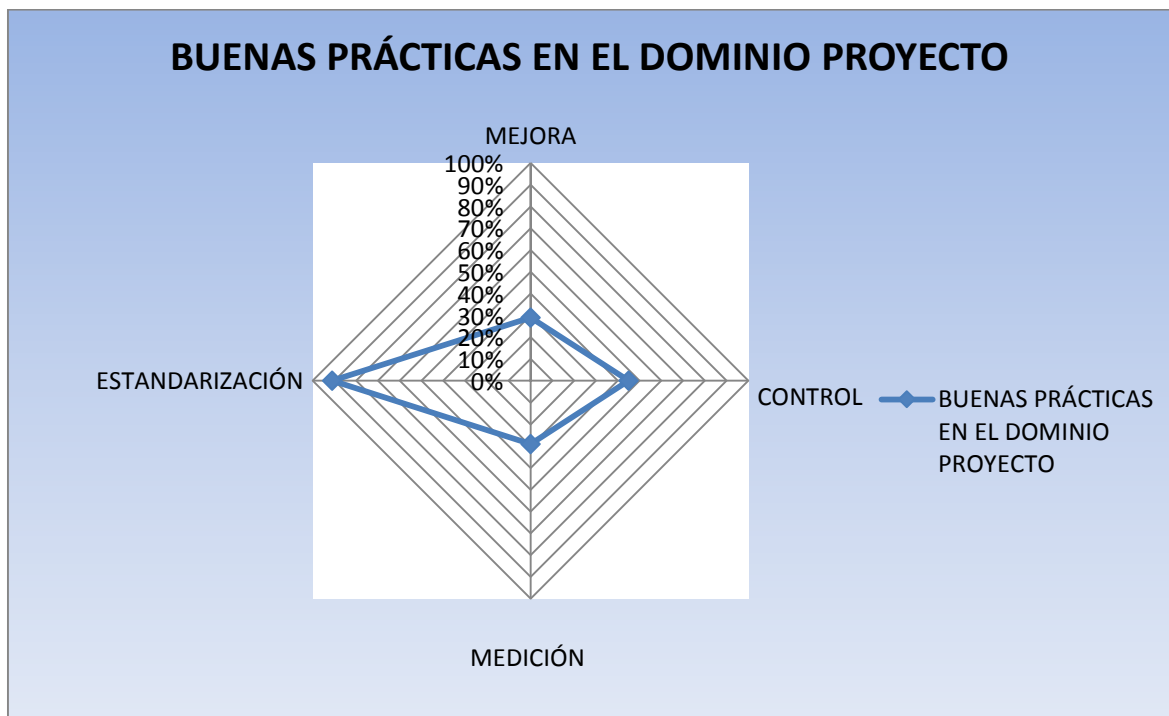 BUENAS PRÁCTICAS EN EL DOMINIO PROYECTO
MEJORA
100%
90%
80%
70%
60%
50%
40%
30%
20%
10%
0%
ESTANDARIZACIÓN
CONTROL
BUENAS PRÁCTICAS
EN EL DOMINIO
PROYECTO
MEDICIÓN